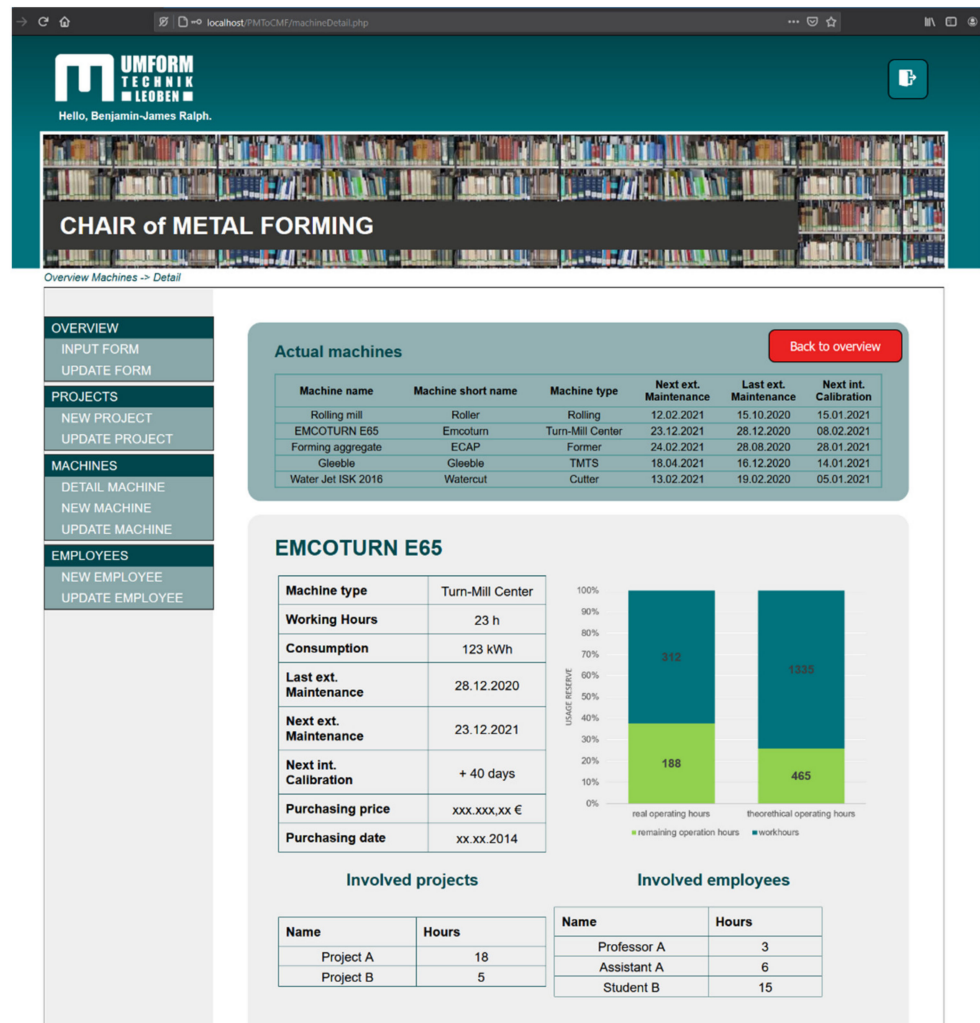 localhost/PMToCMF/machineDetail.php
UMFORM
TECHNIK
LEOBEN
Hello, Benjamin-James Ralph.
CHAIR of METAL FORMING
Overview Machines -> Detail
OVERVIEW
INPUT FORM
UPDATE FORM
PROJECTS
NEW PROJECT
UPDATE PROJECT
MACHINES
DETAIL MACHINE
NEW MACHINE
UPDATE MACHINE
EMPLOYEES
NEW EMPLOYEE
UPDATE EMPLOYEE
Actual machines
Back to overview
Machine name Machine short name Machine type Next ext. Maintenance Last ext. Maintenance Next int. Calibration
Rolling mill Roller Rolling 12.02.2021 15.10.2020 15.01.2021
EMCOTURN E65 Emcoturn Turn-Mill Center 23.12.2021 28.12.2020 08.02.2021
Forming aggregate ECAP Former 24.02.2021 28.08.2020 28.01.2021
Gleeble Gleeble TMTS 18.04.2021 16.12.2020 14.01.2021
Water Jet ISK 2016 Watercut Cutter 13.02.2021 19.02.2020 05.01.2021
EMCOTURN E65
Machine type Turn-Mill Center
Working Hours 23 h
Consumption 123 kWh
Last ext. Maintenance 28.12.2020
Next ext. Maintenance 23.12.2021
Next int. Calibration + 40 days
Purchasing price xxx.xxx,xx €
Purchasing date xx.xx.2014
USAGE RESERVE
100%
90%
80%
70%
60%
50%
40%
30%
20%
10%
0%
312
1335
188
465
real operating hours theorethical operating hours
remaining operation hours workhours
Involved projects
Name Hours
Project A 18
Project B 5
Involved employees
Name Hours
Professor A 3
Assistant A 6
Student B 15